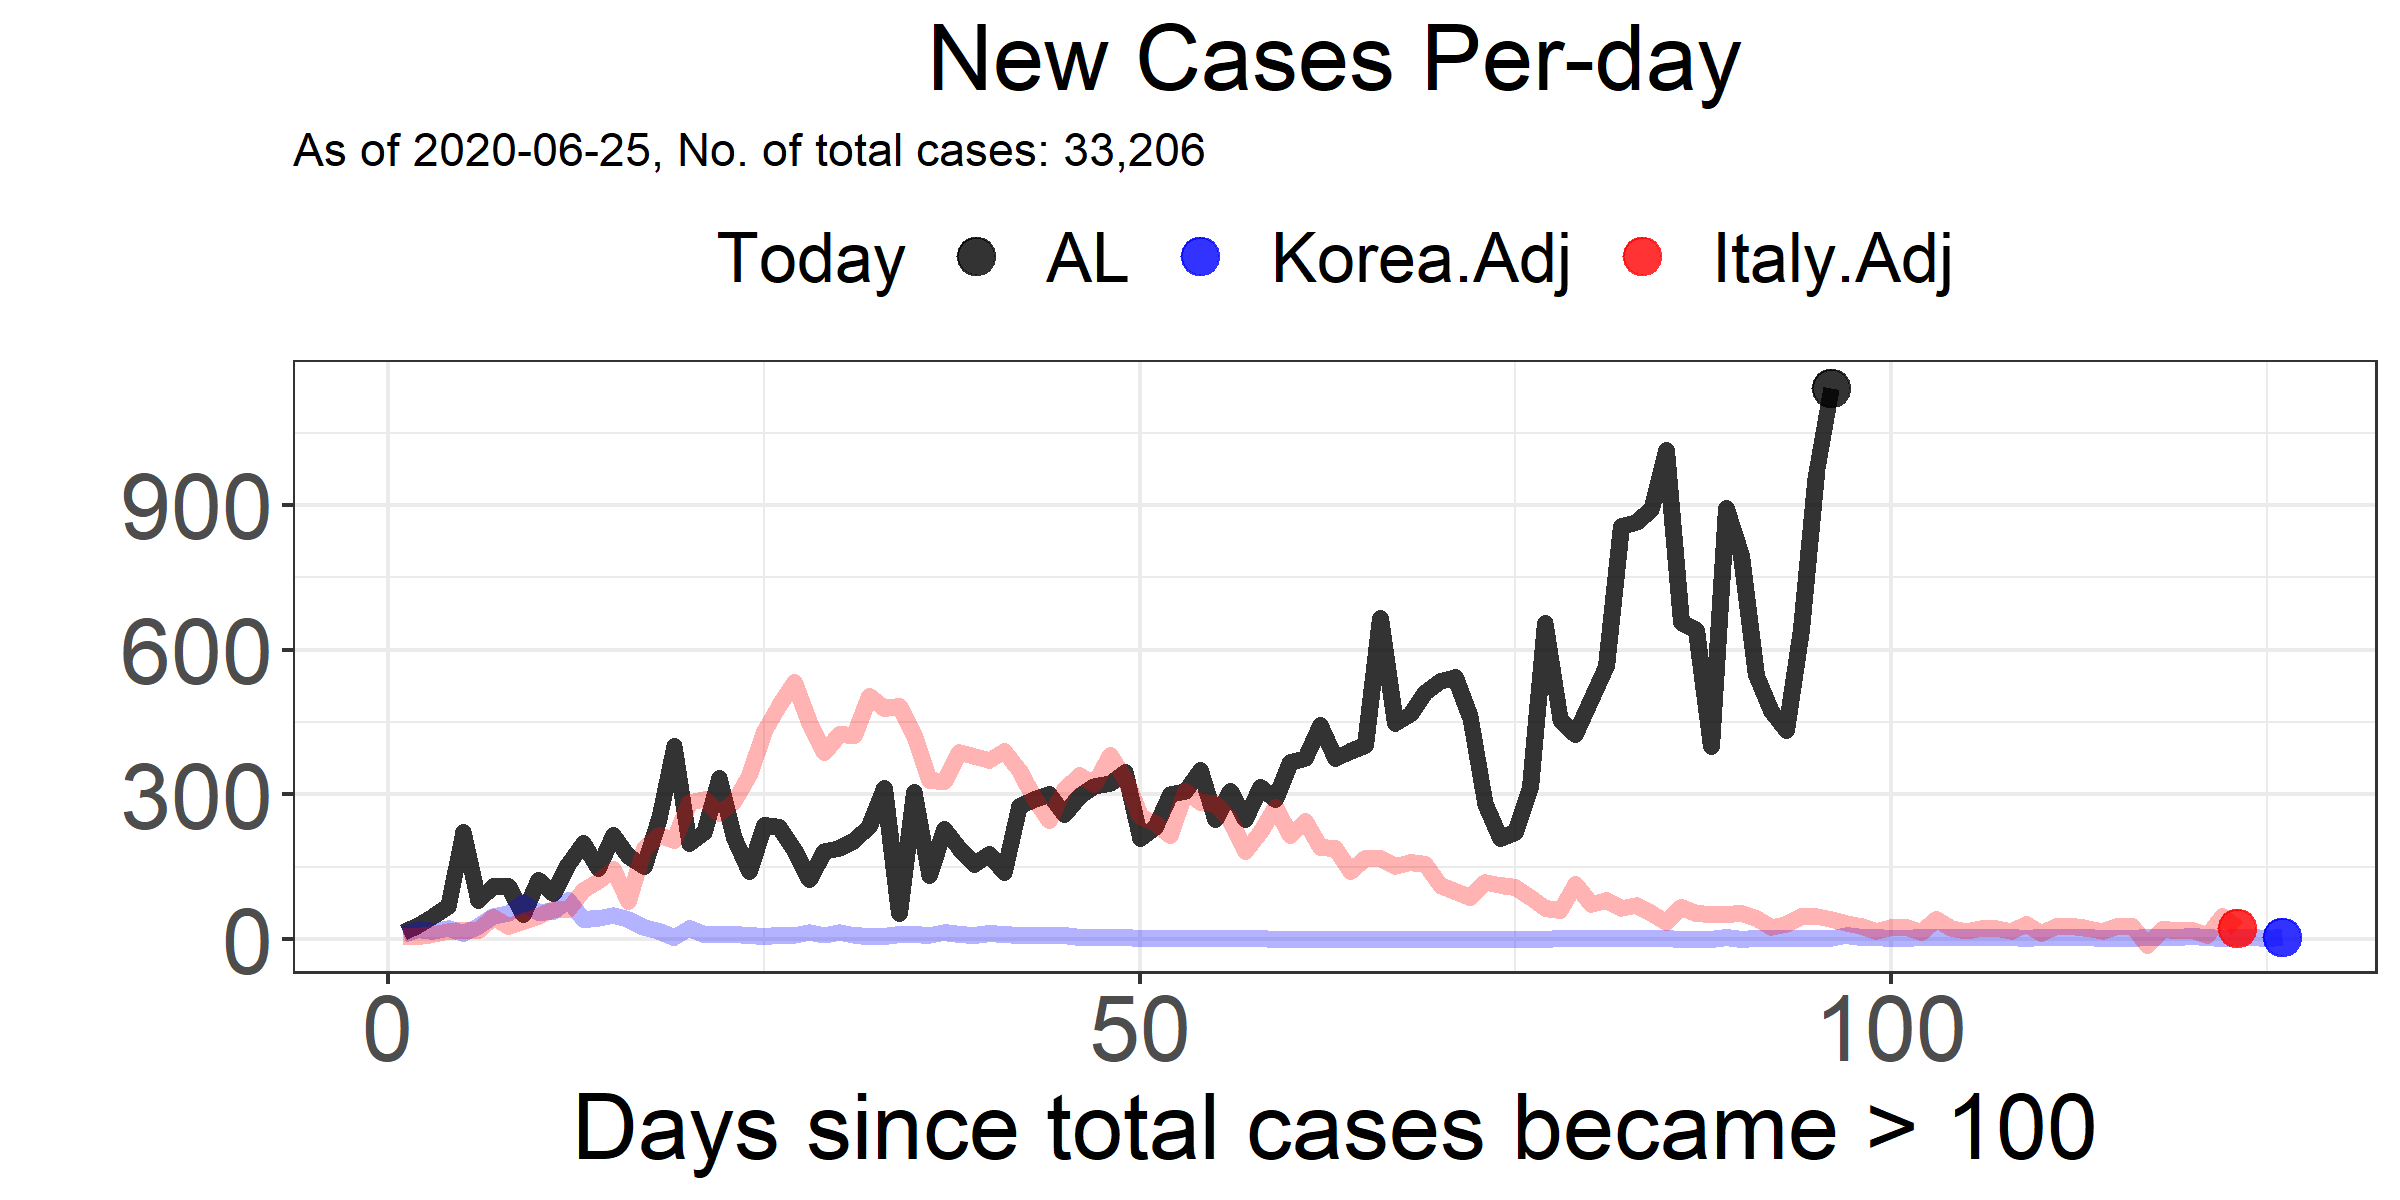 New Cases Per-day
As of 2020-06-25, No. of total cases: 33,206
Today AL Korea.Adj Italy.Adj
900
600
300
0
0 50 100
Days since total cases became > 100